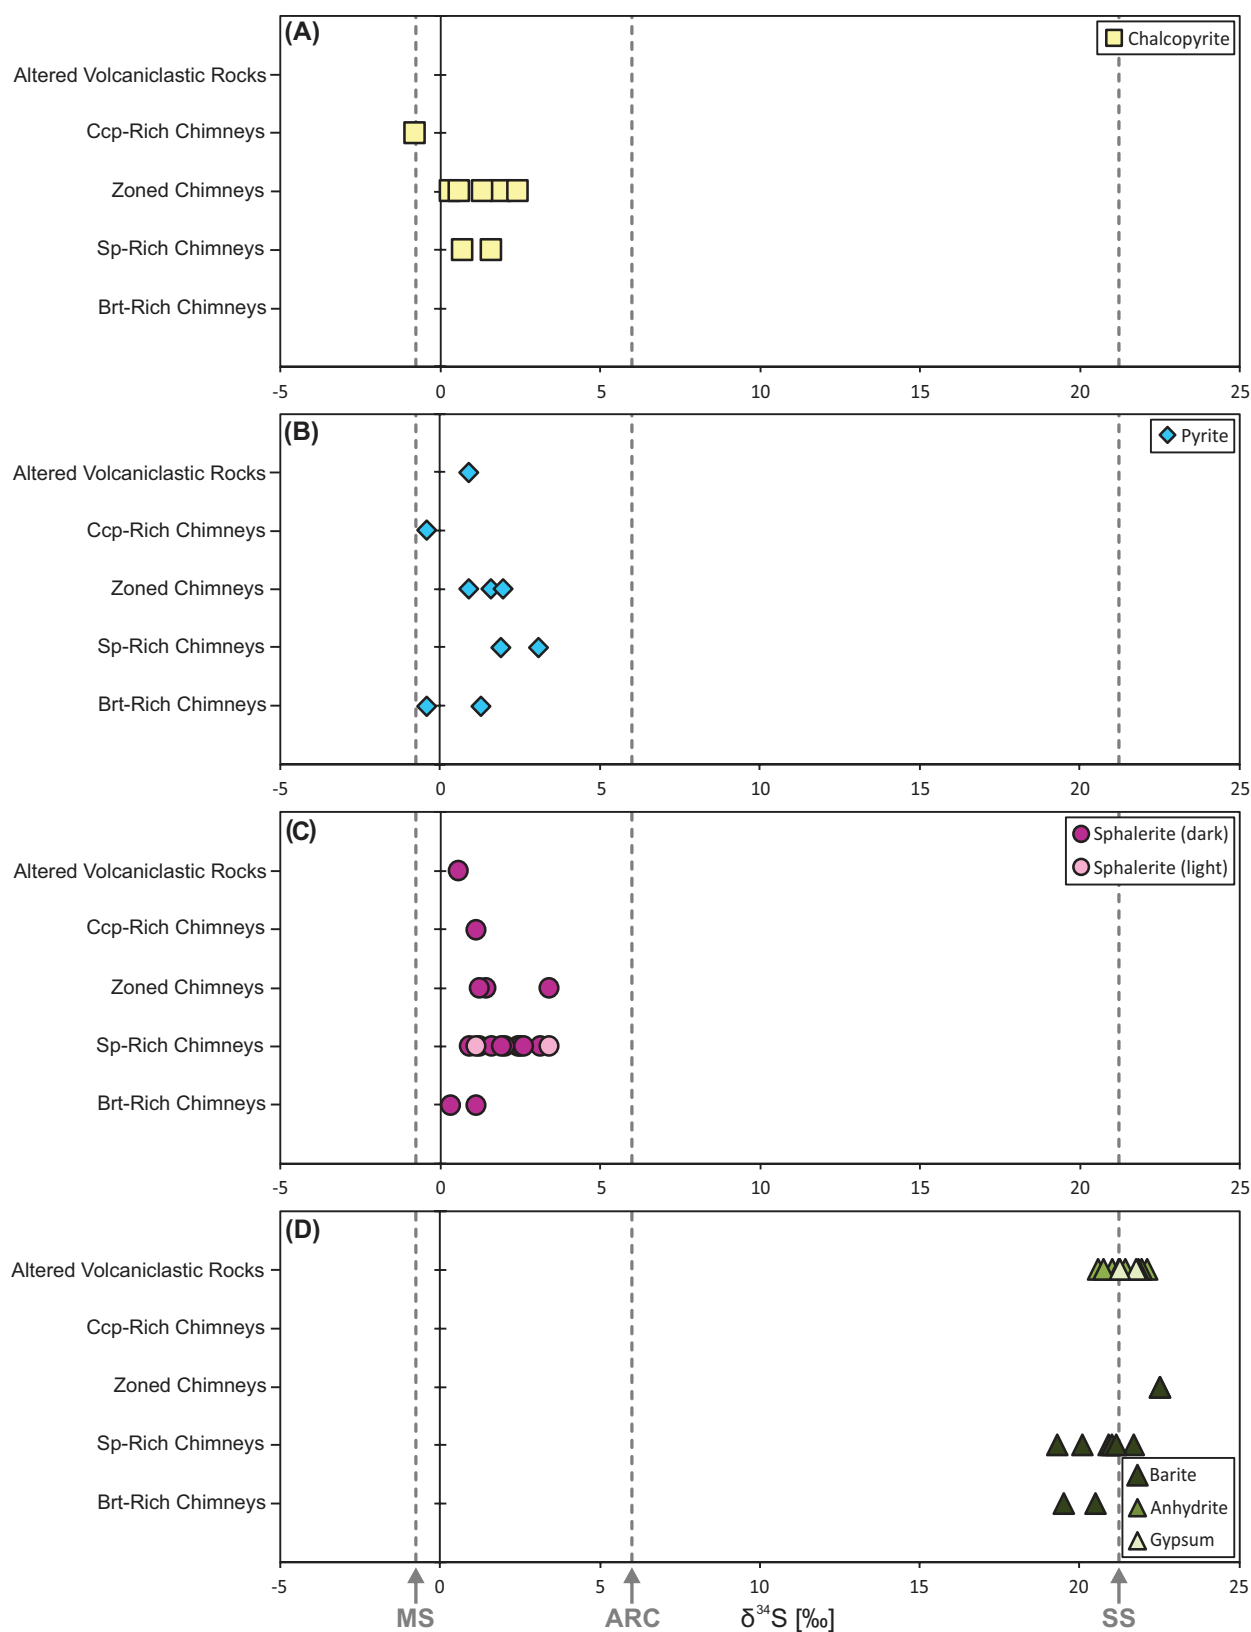 (A)
Chalcopyrite
Altered Volcaniclastic Rocks
Ccp-Rich Chimneys
Zoned Chimneys
Sp-Rich Chimneys
Brt-Rich Chimneys
-5 0 5 10 15 20 25
(B)
Pyrite
Altered Volcaniclastic Rocks
Ccp-Rich Chimneys
Zoned Chimneys
Sp-Rich Chimneys
Brt-Rich Chimneys
-5 0 5 10 15 20 25
(C)
Sphalerite (dark)
Sphalerite (light)
Altered Volcaniclastic Rocks
Ccp-Rich Chimneys
Zoned Chimneys
Sp-Rich Chimneys
Brt-Rich Chimneys
-5 0 5 10 15 20 25
(D)
Altered Volcaniclastic Rocks
Ccp-Rich Chimneys
Zoned Chimneys
Sp-Rich Chimneys
Brt-Rich Chimneys
Barite
Anhydrite
Gypsum
-5 0 5 10 15 20 25
MS ARC δ³⁴S [‰] SS